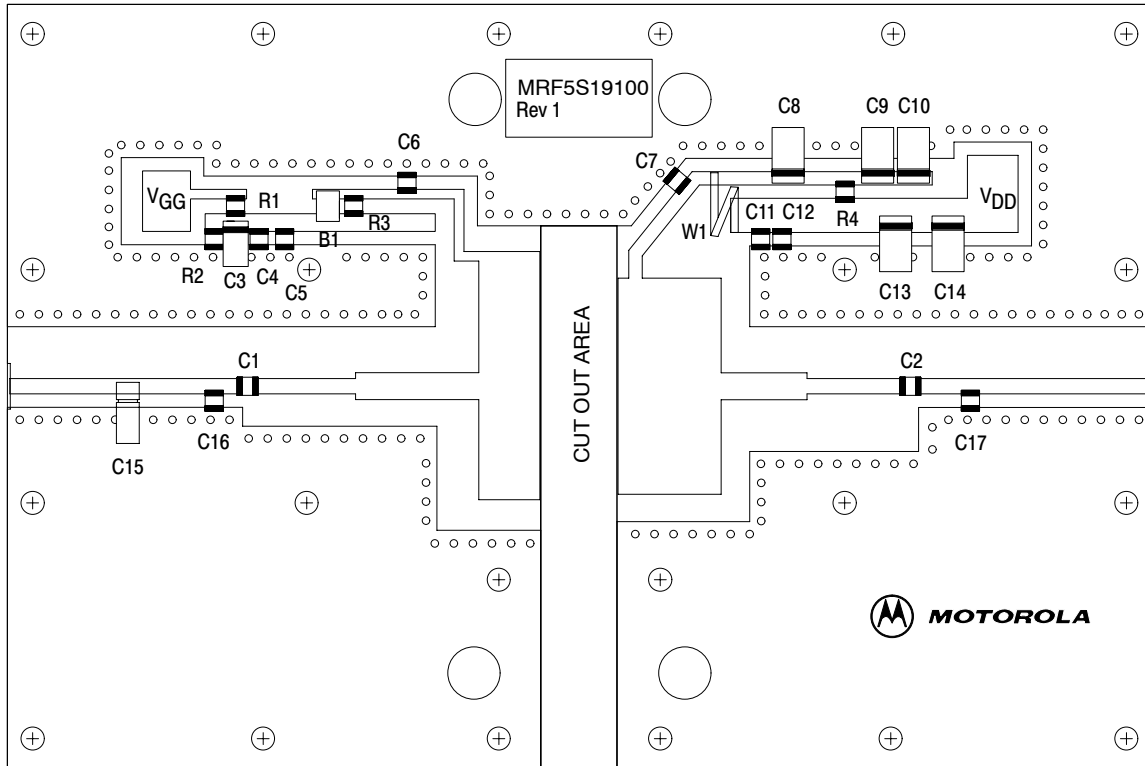 MRF5S19100
Rev 1
C8
C9
C10
C6
C7
VGG
R1
R3
B1
R2
C3
C4
C5
VDD
R4
C11
C12
W1
C13
C14
CUT OUT AREA
C1
C2
C15
C16
C17
MOTOROLA